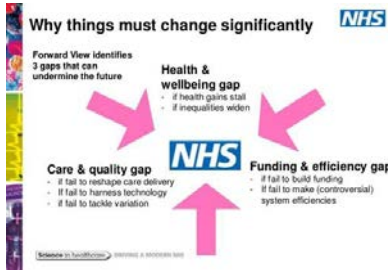 Why things must change significantly
NHS
Forward View identifies
3 gaps that can
undermine the future
Health &
wellbeing gap
- if health gains stall
- if inequalities widen
NHS
Care & quality gap
- if fail to reshape care delivery
- If fail to harness technology
- if fail to tackle variation
Funding & efficiency gap
- if fail to build funding
- If fail to make (controversial)
system efficiencies
Science in healthcare